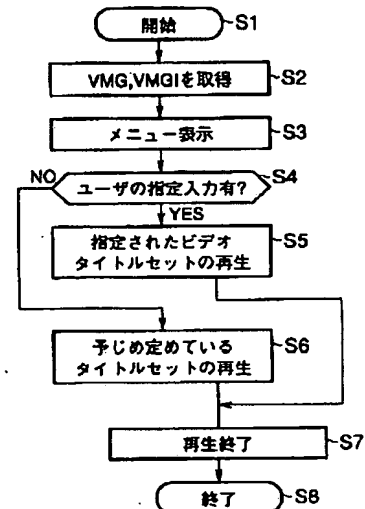 開始 S1
VMG,VMGIを取得 S2
メニュー表示 S3
NO ユーザの指定入力有? S4
YES
指定されたビデオ
タイトルセットの再生 S5
予じめ定めている
タイトルセットの再生 S6
再生終了 S7
終了 S8